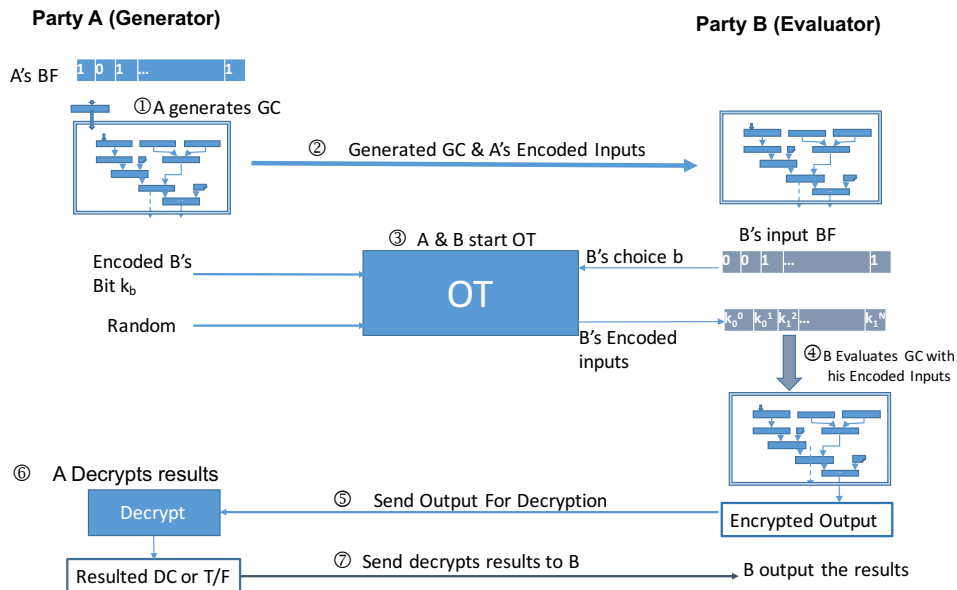 Party A (Generator)
Party B (Evaluator)
A's BF
1 0 1 ... 1
①A generates GC
② Generated GC & A's Encoded Inputs
③ A & B start OT
B's input BF
Encoded B's
Bit k_b
B's choice b
0 0 1 ... 1
OT
Random
B's Encoded
inputs
k₀⁰ k₀¹ k₁² ... k₁ᴺ
④B Evaluates GC with
his Encoded Inputs
⑥ A Decrypts results
Decrypt
⑤ Send Output For Decryption
Encrypted Output
Resulted DC or T/F
⑦ Send decrypts results to B
B output the results